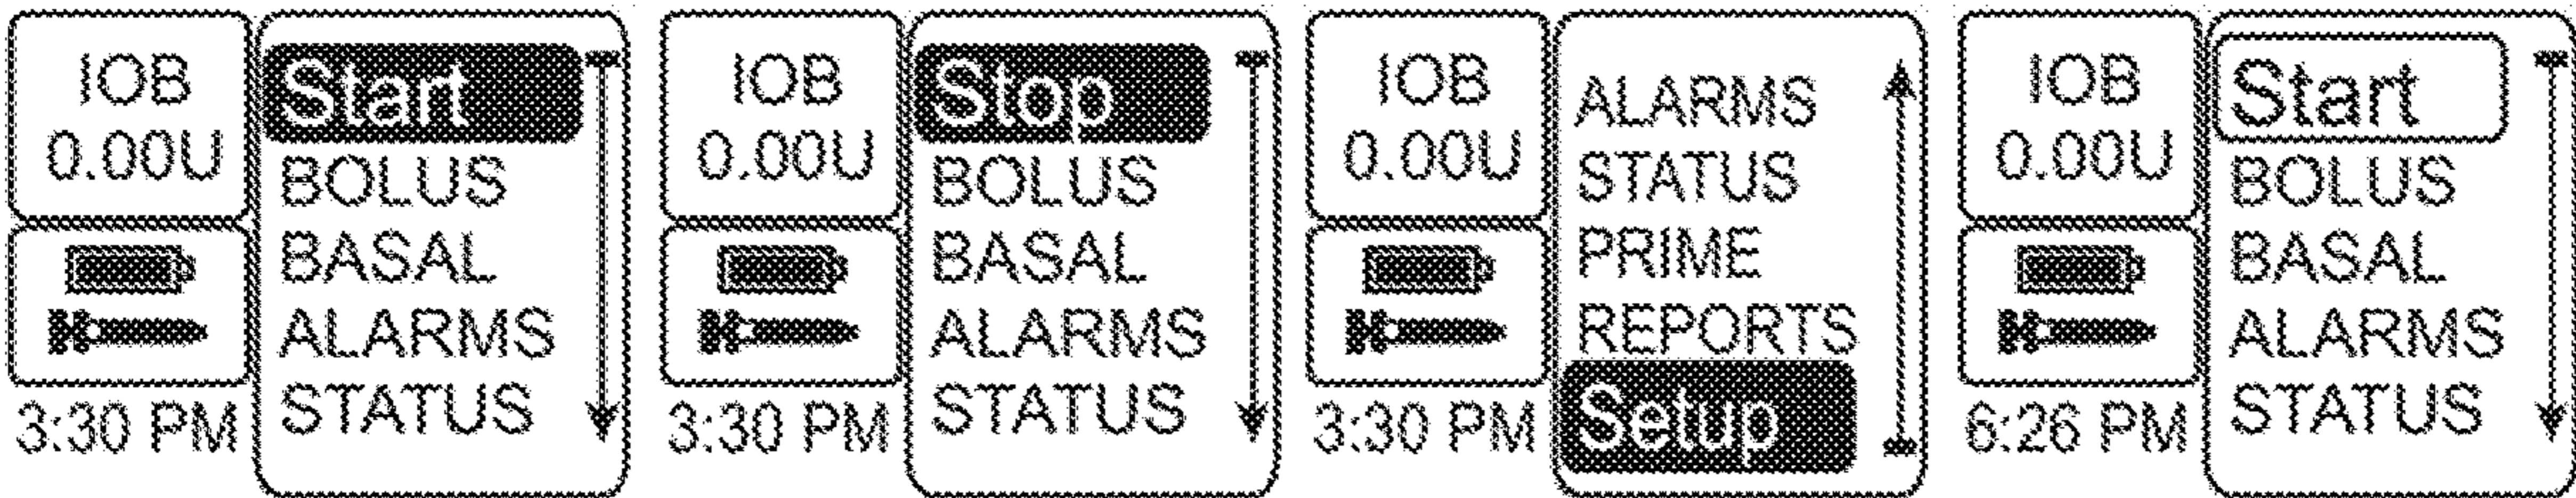 IOB
0.00U
3:30 PM
Start
BOLUS
BASAL
ALARMS
STATUS
IOB
0.00U
3:30 PM
Stop
BOLUS
BASAL
ALARMS
STATUS
IOB
0.00U
3:30 PM
ALARMS
STATUS
PRIME
REPORTS
Setup
IOB
0.00U
6:26 PM
Start
BOLUS
BASAL
ALARMS
STATUS